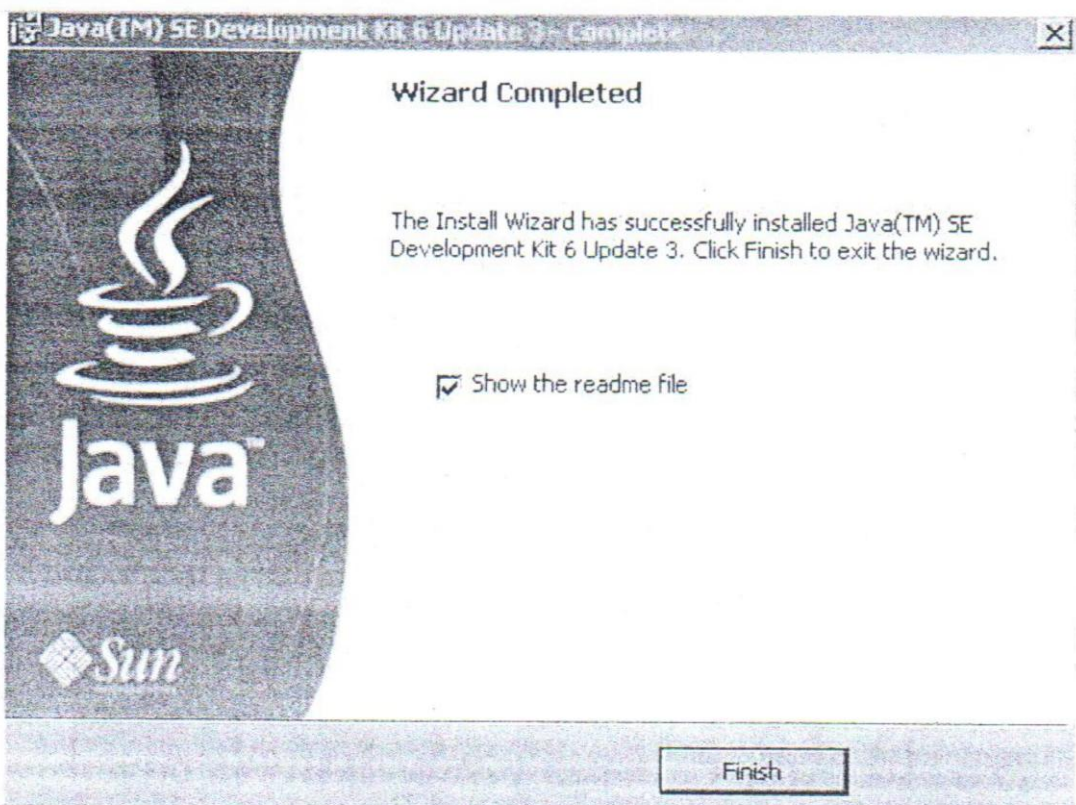 Java(TM) SE Development Kit 6 Update 3 - Complete
Wizard Completed
The Install Wizard has successfully installed Java(TM) SE
Development Kit 6 Update 3. Click Finish to exit the wizard.
Show the readme file
Java™
Sun
Finish